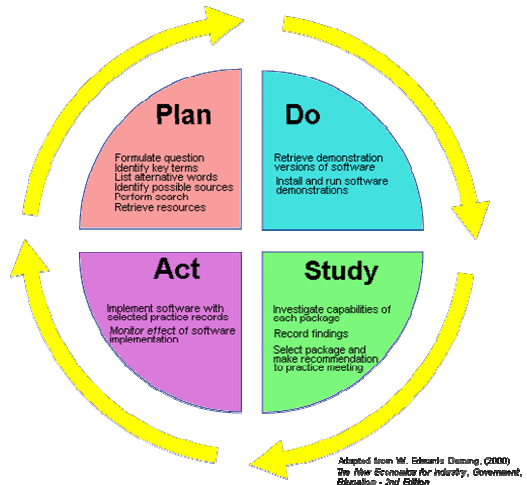 Plan
Formulate question
Identify key terms
List alternative words
Identify possible sources
Perform search
Retrieve resources
Do
Retrieve demonstration
versions of software
Install and run software
demonstrations
Act
Implement software with
selected practice records
Monitor effect of software
implementation
Study
Investigate capabilities of
each package
Record findings
Select package and
make recommendation
to practice meeting
Adapted from W. Edwards Deming, (2000)
The New Economics for Industry, Government,
Education - 2nd Edition